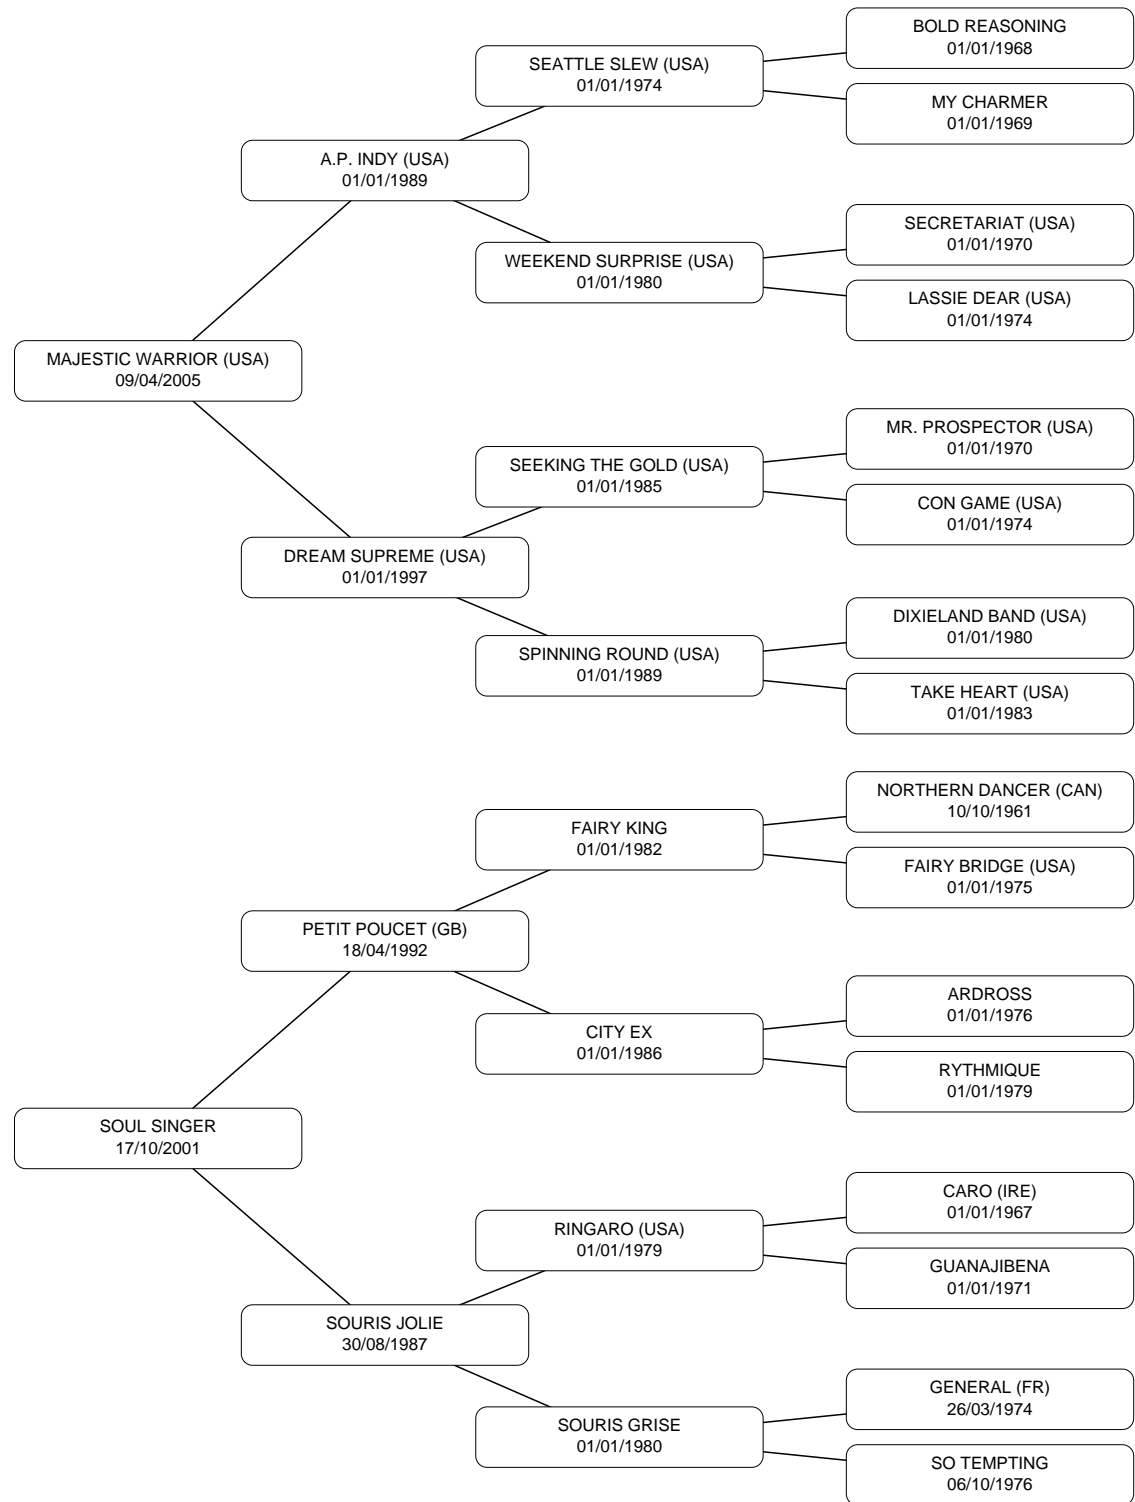 BOLD REASONING
01/01/1968
SEATTLE SLEW (USA)
01/01/1974
MY CHARMER
01/01/1969
A.P. INDY (USA)
01/01/1989
SECRETARIAT (USA)
01/01/1970
WEEKEND SURPRISE (USA)
01/01/1980
LASSIE DEAR (USA)
01/01/1974
MAJESTIC WARRIOR (USA)
09/04/2005
MR. PROSPECTOR (USA)
01/01/1970
SEEKING THE GOLD (USA)
01/01/1985
CON GAME (USA)
01/01/1974
DREAM SUPREME (USA)
01/01/1997
DIXIELAND BAND (USA)
01/01/1980
SPINNING ROUND (USA)
01/01/1989
TAKE HEART (USA)
01/01/1983
NORTHERN DANCER (CAN)
10/10/1961
FAIRY KING
01/01/1982
FAIRY BRIDGE (USA)
01/01/1975
PETIT POUCET (GB)
18/04/1992
ARDROSS
01/01/1976
CITY EX
01/01/1986
RYTHMIQUE
01/01/1979
SOUL SINGER
17/10/2001
CARO (IRE)
01/01/1967
RINGARO (USA)
01/01/1979
GUANAJIBENA
01/01/1971
SOURIS JOLIE
30/08/1987
GENERAL (FR)
26/03/1974
SOURIS GRISE
01/01/1980
SO TEMPTING
06/10/1976